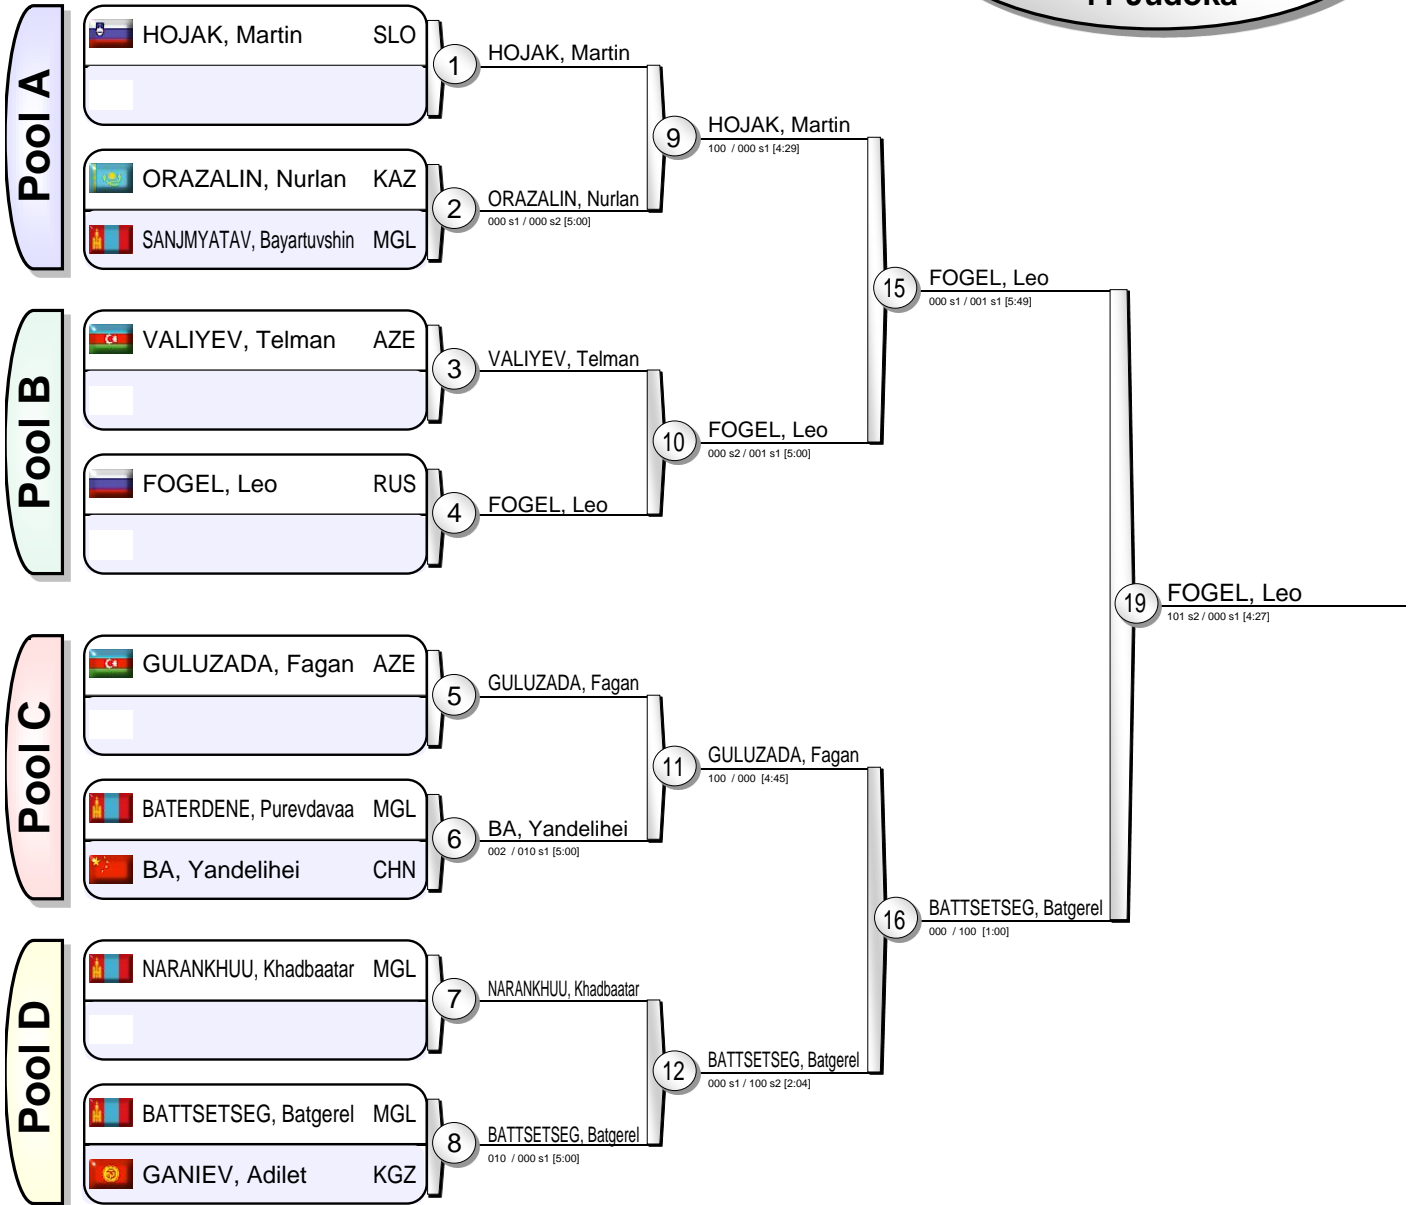 Pool A
HOJAK, Martin SLO
ORAZALIN, Nurlan KAZ
SANJMYATAV, Bayartuvshin MGL
1
HOJAK, Martin
2
ORAZALIN, Nurlan
000 s1 / 000 s2 [5:00]
9
HOJAK, Martin
100 / 000 s1 [4:29]
Pool B
VALIYEV, Telman AZE
FOGEL, Leo RUS
3
VALIYEV, Telman
4
FOGEL, Leo
10
FOGEL, Leo
000 s2 / 001 s1 [5:00]
15
FOGEL, Leo
000 s1 / 001 s1 [5:49]
Pool C
GULUZADA, Fagan AZE
BATERDENE, Purevdavaa MGL
BA, Yandelihei CHN
5
GULUZADA, Fagan
6
BA, Yandelihei
002 / 010 s1 [5:00]
11
GULUZADA, Fagan
100 / 000 [4:45]
Pool D
NARANKHUU, Khadbaatar MGL
BATTSETSEG, Batgerel MGL
GANIEV, Adilet KGZ
7
NARANKHUU, Khadbaatar
8
BATTSETSEG, Batgerel
010 / 000 s1 [5:00]
12
BATTSETSEG, Batgerel
000 s1 / 100 s2 [2:04]
16
BATTSETSEG, Batgerel
000 / 100 [1:00]
19
FOGEL, Leo
101 s2 / 000 s1 [4:27]